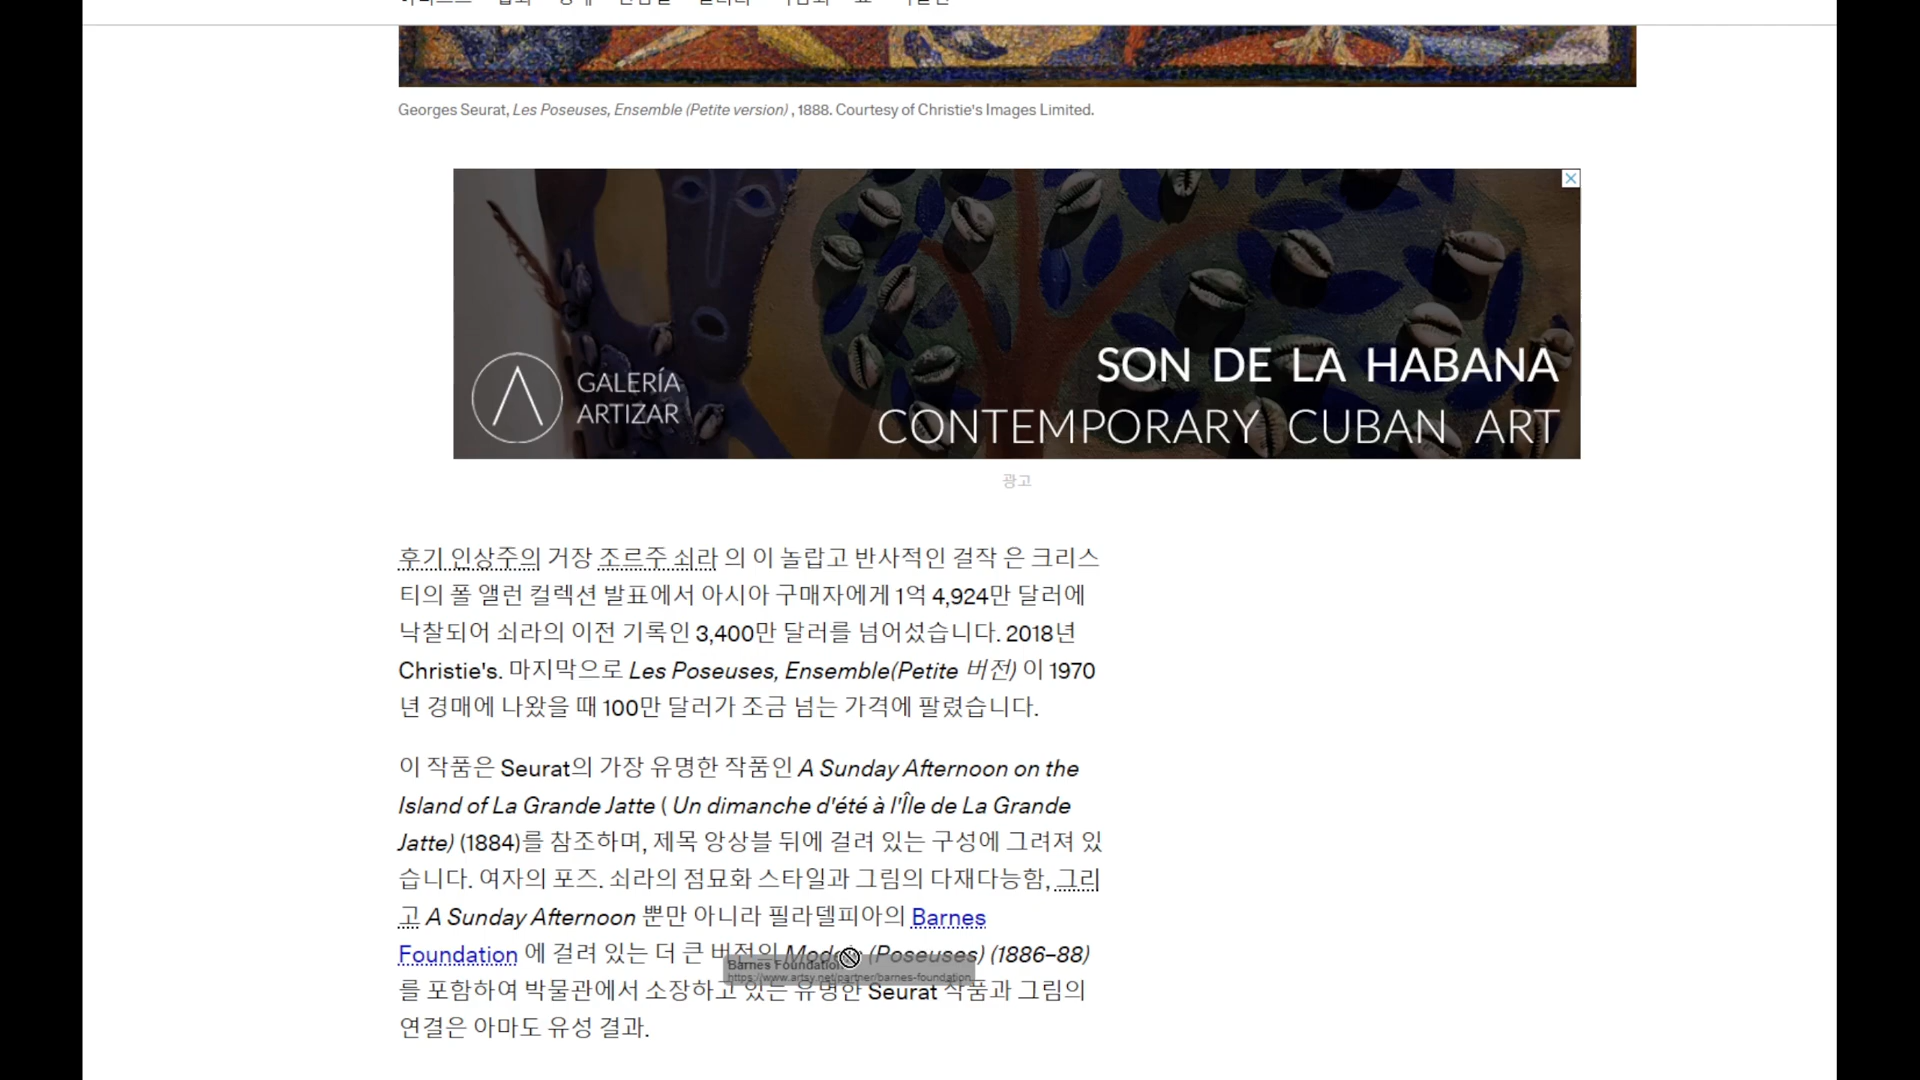 Georges Seurat, Les Poseuses, Ensemble (Petite version) , 1888. Courtesy of Christie's Images Limited.
GALERÍA
ARTIZAR
SON DE LA HABANA
CONTEMPORARY CUBAN ART
광고
후기 인상주의 거장 조르주 쇠라 의 이 놀랍고 반사적인 걸작 은 크리스
티의 폴 앨런 컬렉션 발표에서 아시아 구매자에게 1억 4,924만 달러에
낙찰되어 쇠라의 이전 기록인 3,400만 달러를 넘어섰습니다. 2018년
Christie's. 마지막으로 Les Poseuses, Ensemble(Petite 버전) 이 1970
년 경매에 나왔을 때 100만 달러가 조금 넘는 가격에 팔렸습니다.
이 작품은 Seurat의 가장 유명한 작품인 A Sunday Afternoon on the
Island of La Grande Jatte ( Un dimanche d'été à l'Île de La Grande
Jatte) (1884)를 참조하며, 제목 앙상블 뒤에 걸려 있는 구성에 그려져 있
습니다. 여자의 포즈. 쇠라의 점묘화 스타일과 그림의 다재다능함, 그리
고 A Sunday Afternoon 뿐만 아니라 필라델피아의 Barnes
Foundation 에 걸려 있는 더 큰 버전의 (Poseuses) (1886–88)
Barnes Foundation
https://www.artsy.net/partner/barnes-foundation
를 포함하여 박물관에서 소장하고 있는 유명한 Seurat 작품과 그림의
연결은 아마도 유성 결과.